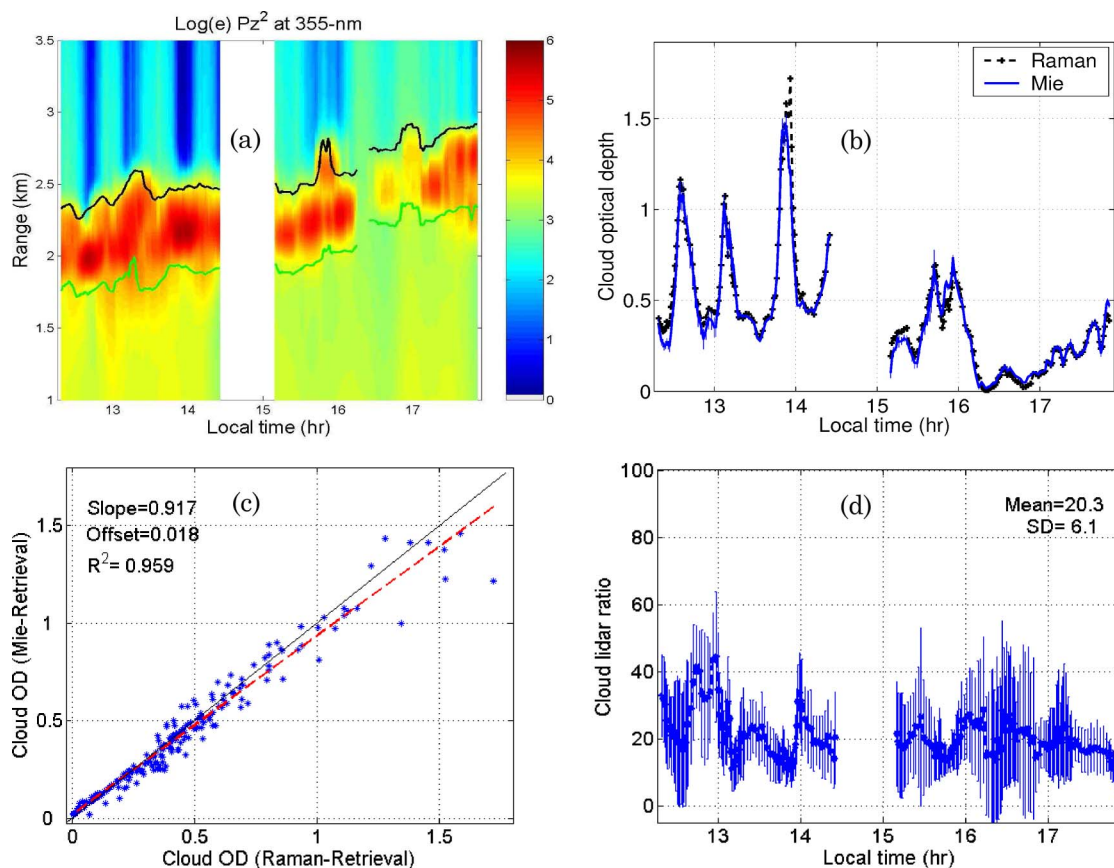 Log(e) Pz² at 355-nm
(a)
3.5
3
2.5
2
1.5
1
Range (km)
13 14 15 16 17
Local time (hr)
6
5
4
3
2
1
0
(b)
Raman
Mie
1.5
1
0.5
0
Cloud optical depth
13 14 15 16 17
Local time (hr)
(c)
Slope=0.917
Offset=0.018
R²= 0.959
1.5
1
0.5
0
Cloud OD (Mie-Retrieval)
0 0.5 1 1.5
Cloud OD (Raman-Retrieval)
(d)
Mean=20.3
SD= 6.1
100
80
60
40
20
0
Cloud lidar ratio
13 14 15 16 17
Local time (hr)